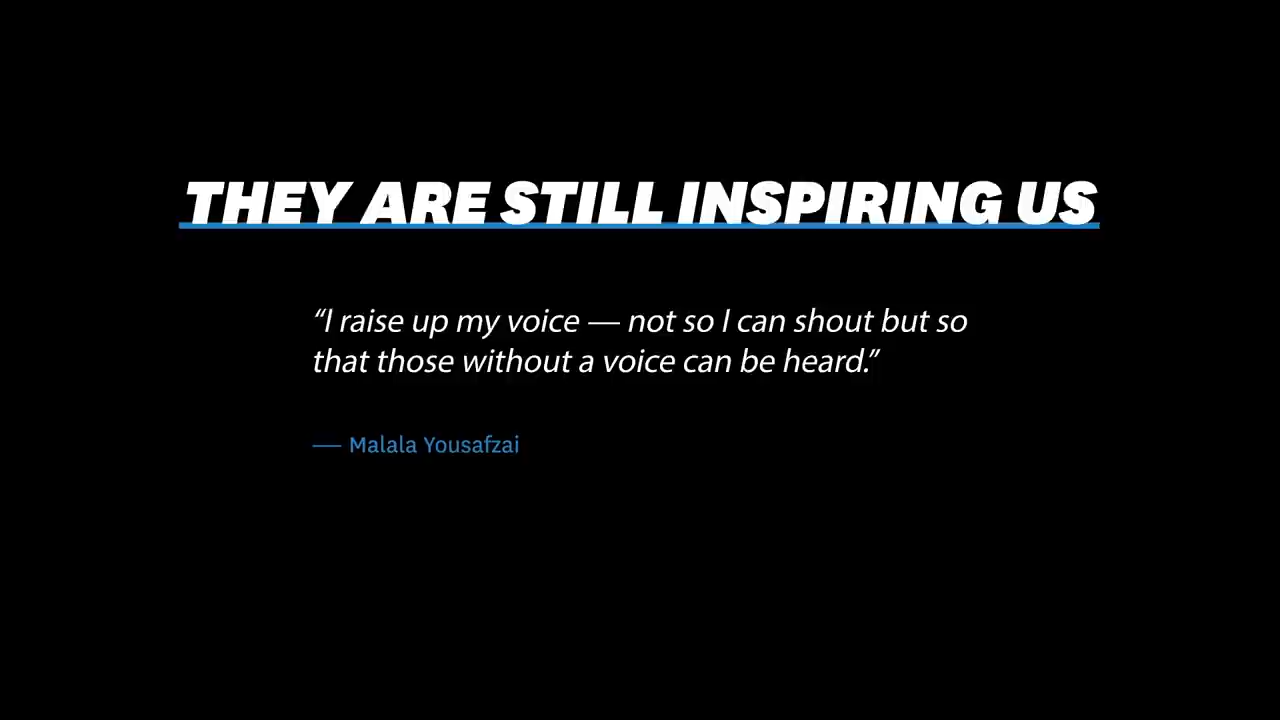 THEY ARE STILL INSPIRING US
“I raise up my voice — not so I can shout but so
that those without a voice can be heard.”
— Malala Yousafzai